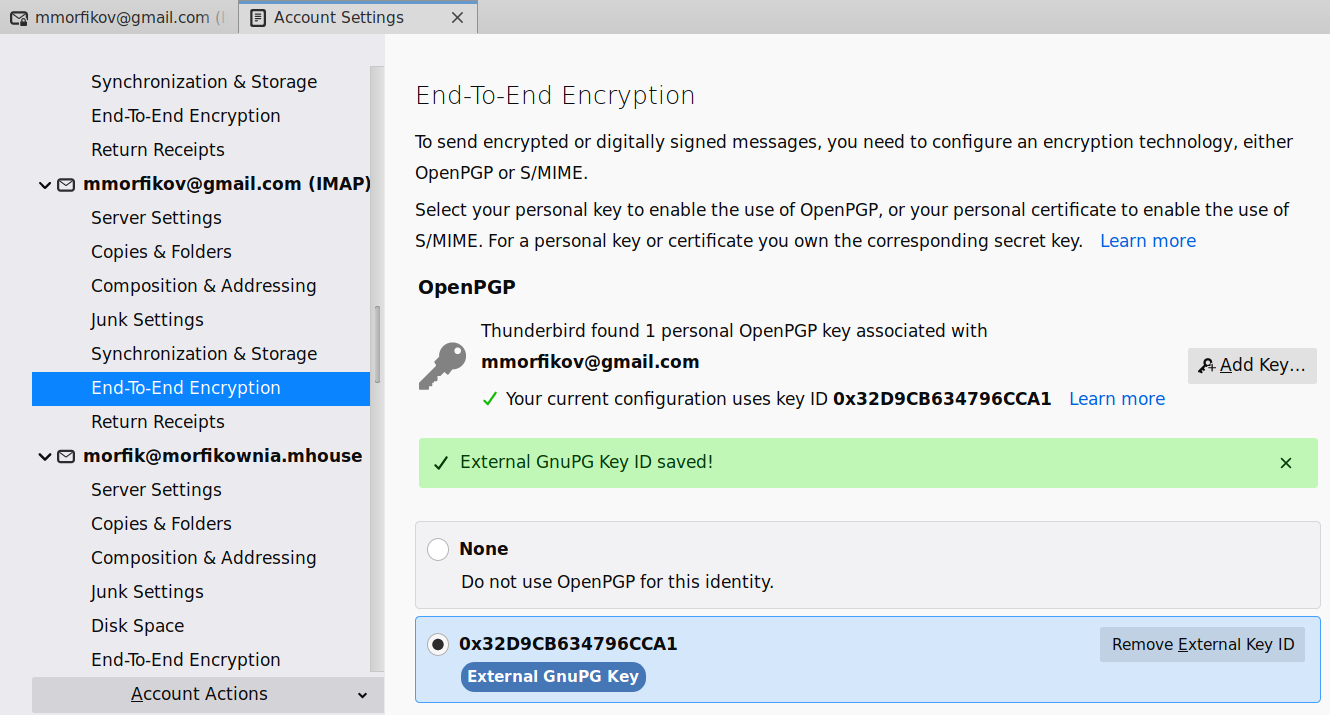 mmorfikov@gmail.com (
Account Settings
Synchronization & Storage
End-To-End Encryption
Return Receipts
mmorfikov@gmail.com (IMAP)
Server Settings
Copies & Folders
Composition & Addressing
Junk Settings
Synchronization & Storage
End-To-End Encryption
Return Receipts
morfik@morfikownia.mhouse
Server Settings
Copies & Folders
Composition & Addressing
Junk Settings
Disk Space
End-To-End Encryption
Account Actions
End-To-End Encryption
To send encrypted or digitally signed messages, you need to configure an encryption technology, either
OpenPGP or S/MIME.
Select your personal key to enable the use of OpenPGP, or your personal certificate to enable the use of
S/MIME. For a personal key or certificate you own the corresponding secret key. Learn more
OpenPGP
Thunderbird found 1 personal OpenPGP key associated with
mmorfikov@gmail.com
Add Key...
Your current configuration uses key ID 0x32D9CB634796CCA1 Learn more
External GnuPG Key ID saved!
None
Do not use OpenPGP for this identity.
0x32D9CB634796CCA1
Remove External Key ID
External GnuPG Key